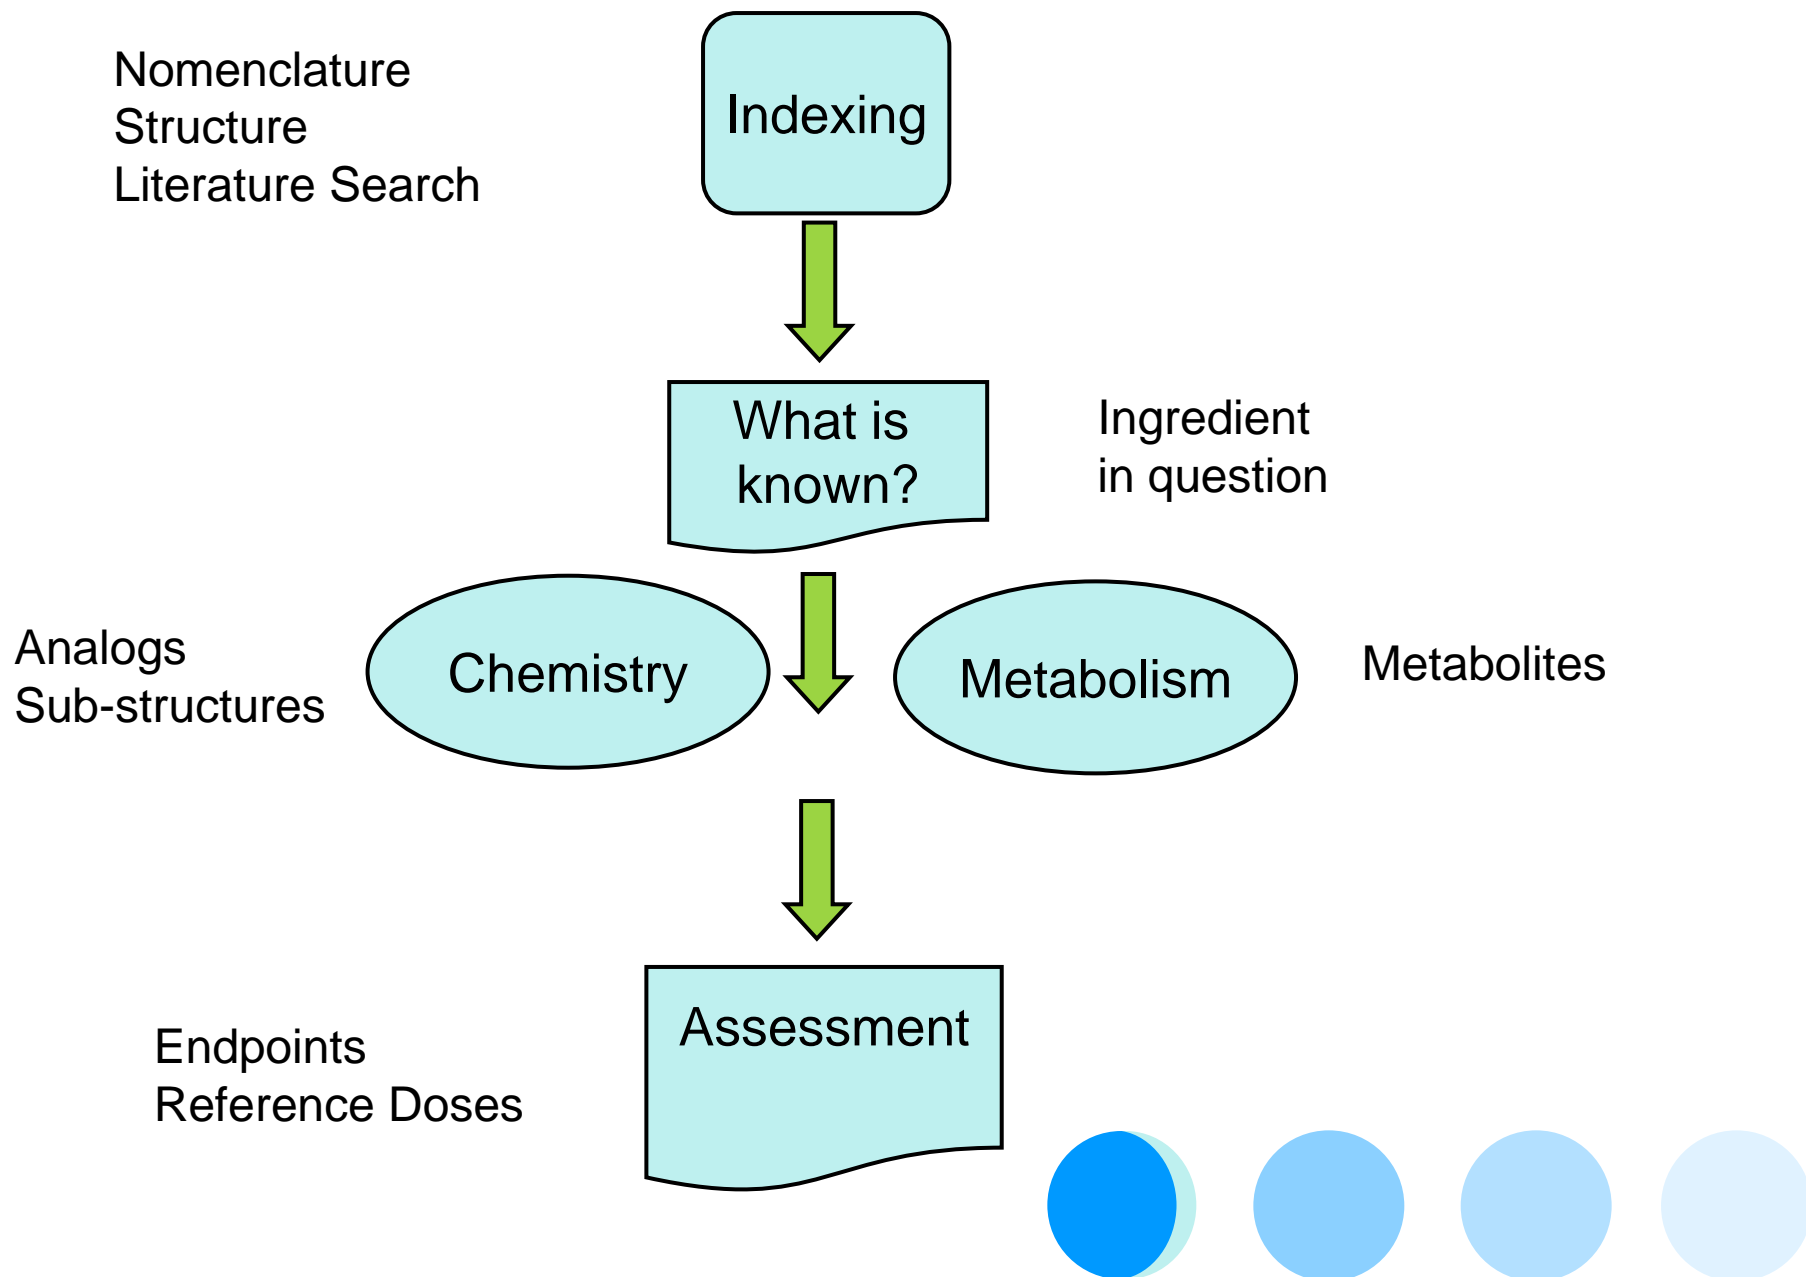 Nomenclature
Structure
Literature Search
Indexing
What is
known?
Ingredient
in question
Analogs
Sub-structures
Chemistry
Metabolism
Metabolites
Endpoints
Reference Doses
Assessment